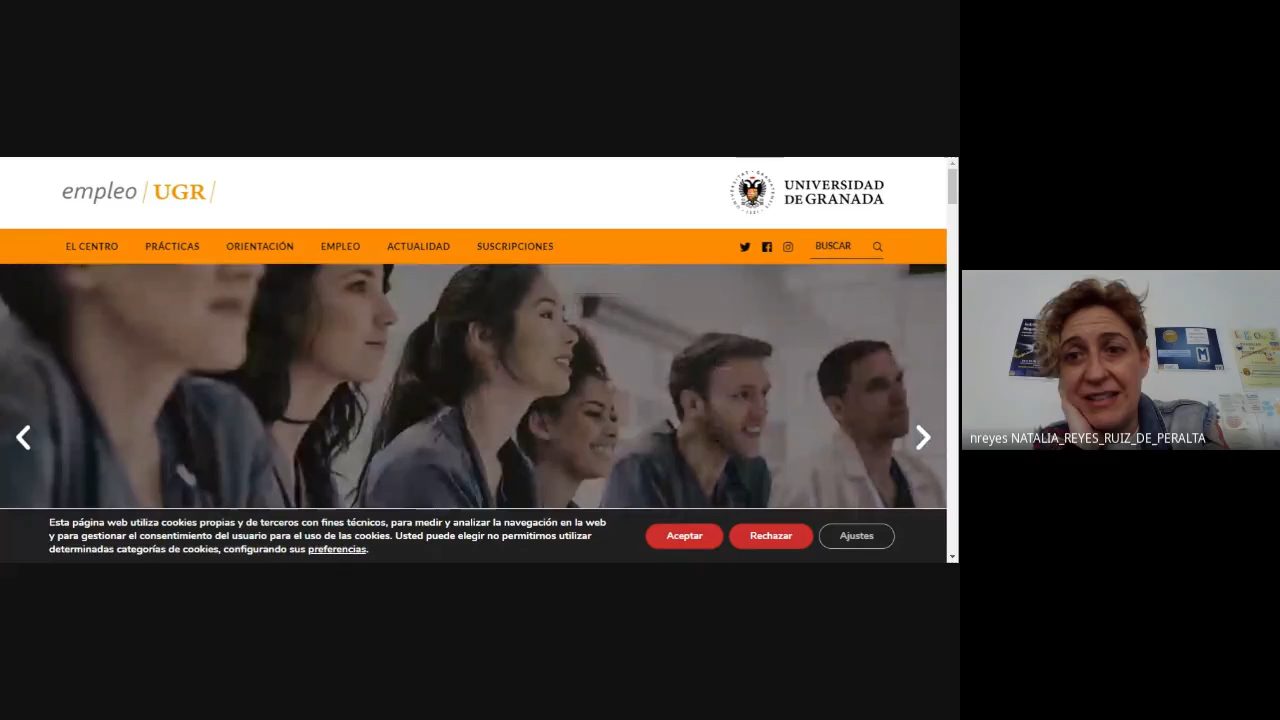 empleo / UGR /
UNIVERSIDAD
DE GRANADA
EL CENTRO PRÁCTICAS ORIENTACIÓN EMPLEO ACTUALIDAD SUSCRIPCIONES BUSCAR
Esta página web utiliza cookies propias y de terceros con fines técnicos, para medir y analizar la navegación en la web
y para gestionar el consentimiento del usuario para el uso de las cookies. Usted puede elegir no permitirnos utilizar
determinadas categorías de cookies, configurando sus preferencias.
Aceptar Rechazar Ajustes
nreyes NATALIA_REYES_RUIZ_DE_PERALTA